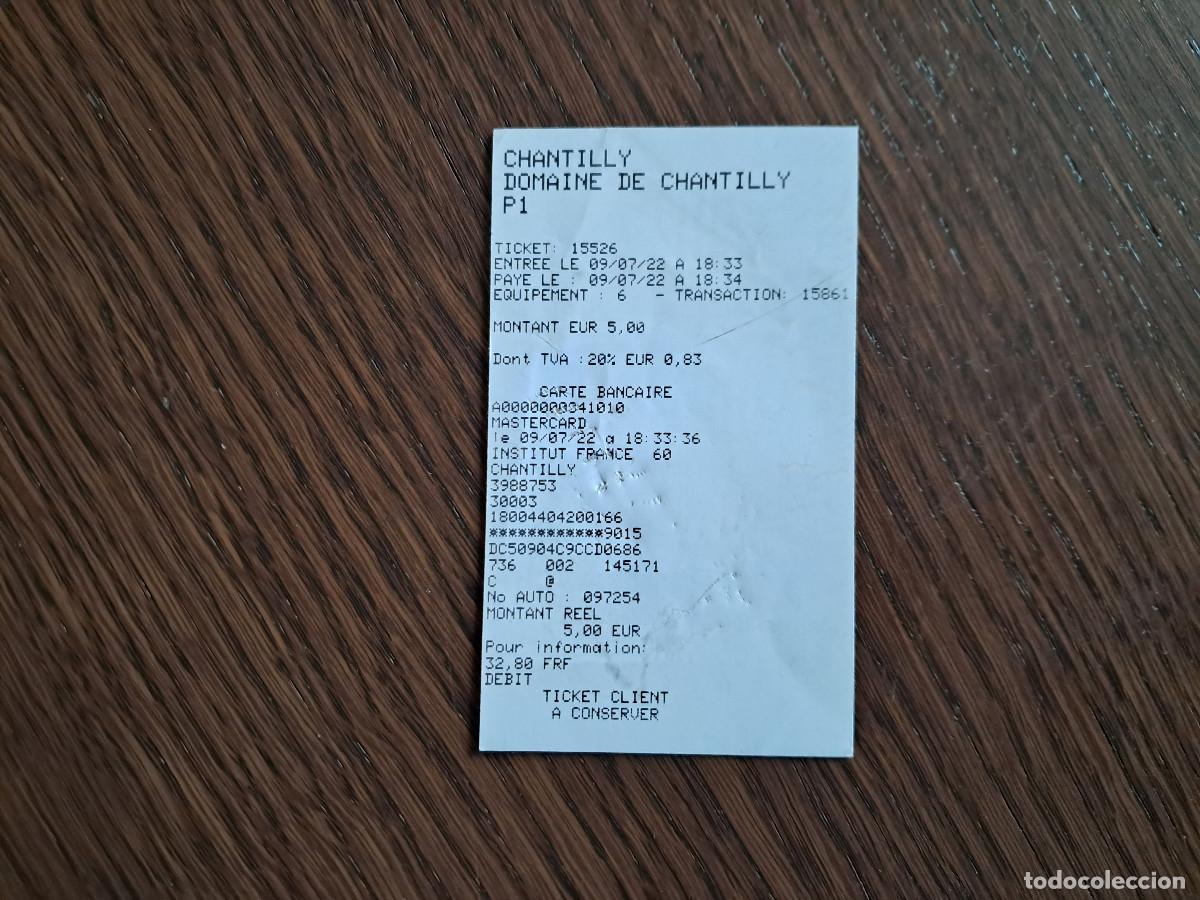 CHANTILLY
DOMAINE DE CHANTILLY
P1
TICKET: 15526
ENTREE LE 09/07/22 A 18:33
PAYE LE : 09/07/22 A 18:34
EQUIPEMENT : 6 - TRANSACTION: 15861
MONTANT EUR 5,00
Dont TVA :20% EUR 0,83
CARTE BANCAIRE
A0000000341010
MASTERCARD
le 09/07/22 a 18:33:36
INSTITUT FRANCE 60
CHANTILLY
3988753
30003
18004404200166
************9015
DC50904C9CCD0686
736 002 145171
C @
No AUTO : 097254
MONTANT REEL
5,00 EUR
Pour information:
32,80 FRF
DEBIT
TICKET CLIENT
A CONSERVER
todocoleccion